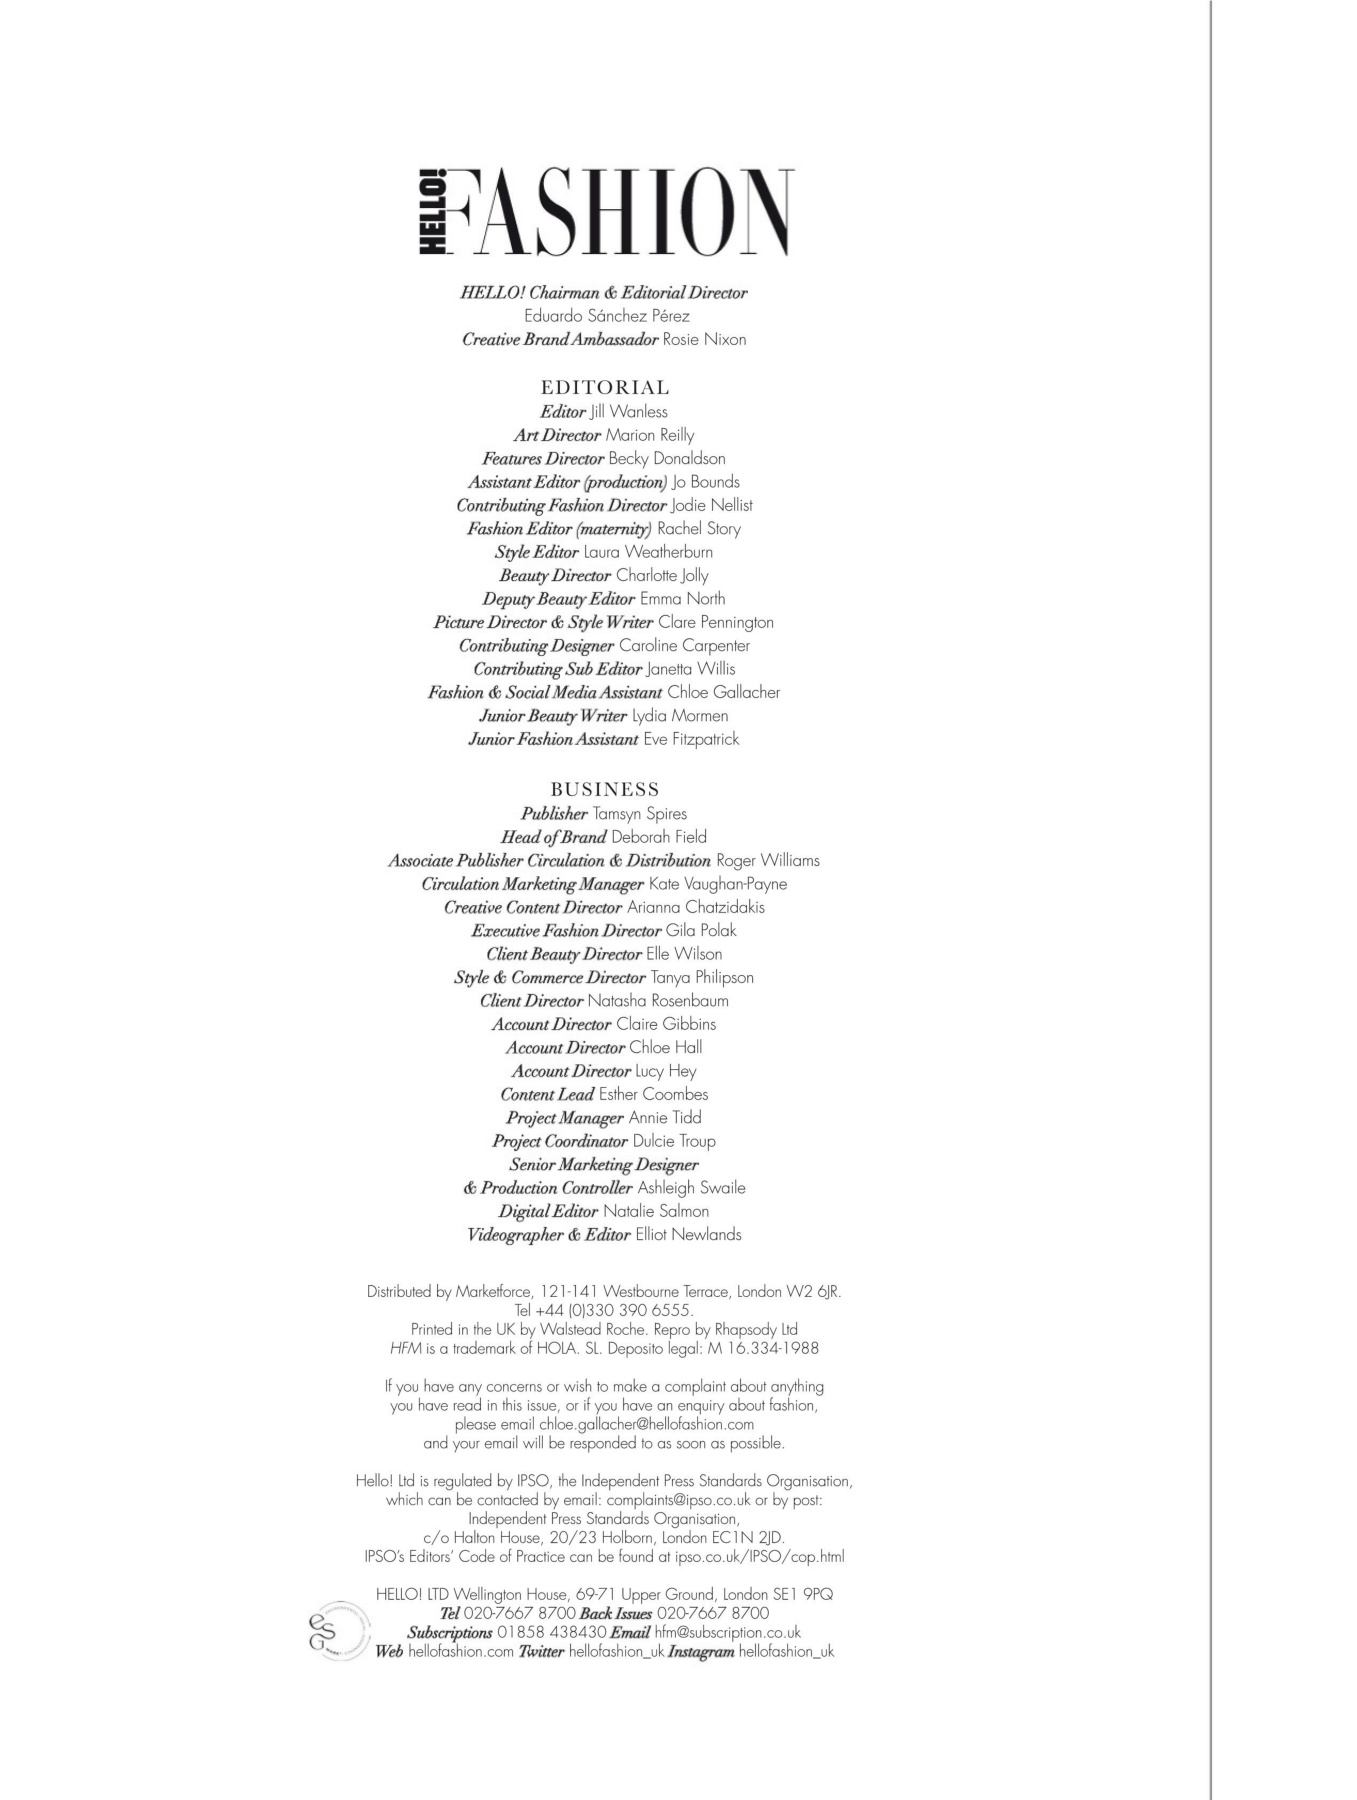 HELLO! FASHION
HELLO! Chairman & Editorial Director
Eduardo Sánchez Pérez
Creative Brand Ambassador Rosie Nixon
EDITORIAL
Editor Jill Wanless
Art Director Marion Reilly
Features Director Becky Donaldson
Assistant Editor (production) Jo Bounds
Contributing Fashion Director Jodie Nellist
Fashion Editor (maternity) Rachel Story
Style Editor Laura Weatherburn
Beauty Director Charlotte Jolly
Deputy Beauty Editor Emma North
Picture Director & Style Writer Clare Pennington
Contributing Designer Caroline Carpenter
Contributing Sub Editor Janetta Willis
Fashion & Social Media Assistant Chloe Gallacher
Junior Beauty Writer Lydia Mormen
Junior Fashion Assistant Eve Fitzpatrick
BUSINESS
Publisher Tamsyn Spires
Head of Brand Deborah Field
Associate Publisher Circulation & Distribution Roger Williams
Circulation Marketing Manager Kate Vaughan-Payne
Creative Content Director Arianna Chatzidakis
Executive Fashion Director Gila Polak
Client Beauty Director Elle Wilson
Style & Commerce Director Tanya Philipson
Client Director Natasha Rosenbaum
Account Director Claire Gibbins
Account Director Chloe Hall
Account Director Lucy Hey
Content Lead Esther Coombes
Project Manager Annie Tidd
Project Coordinator Dulcie Troup
Senior Marketing Designer
& Production Controller Ashleigh Swaile
Digital Editor Natalie Salmon
Videographer & Editor Elliot Newlands
Distributed by Marketforce, 121-141 Westbourne Terrace, London W2 6JR.
Tel +44 (0)330 390 6555.
Printed in the UK by Walstead Roche. Repro by Rhapsody Ltd
HFM is a trademark of HOLA. SL. Deposito legal: M 16.334-1988
If you have any concerns or wish to make a complaint about anything
you have read in this issue, or if you have an enquiry about fashion,
please email chloe.gallacher@hellofashion.com
and your email will be responded to as soon as possible.
Hello! Ltd is regulated by IPSO, the Independent Press Standards Organisation,
which can be contacted by email: complaints@ipso.co.uk or by post:
Independent Press Standards Organisation,
c/o Halton House, 20/23 Holborn, London EC1N 2JD.
IPSO's Editors' Code of Practice can be found at ipso.co.uk/IPSO/cop.html
HELLO! LTD Wellington House, 69-71 Upper Ground, London SE1 9PQ
Tel 020-7667 8700 Back Issues 020-7667 8700
Subscriptions 01858 438430 Email hfm@subscription.co.uk
Web hellofashion.com Twitter hellofashion_uk Instagram hellofashion_uk
eSG
MARK